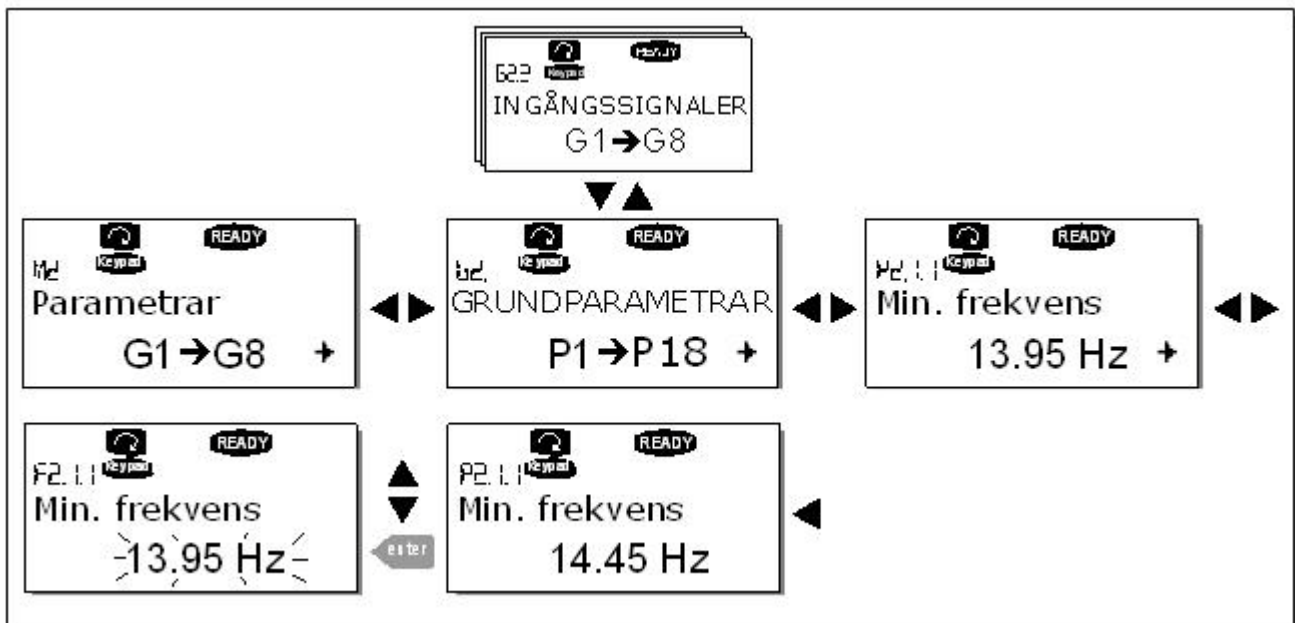 READY
G2.2 Keypad
INGÅNGSSIGNALER
G1➔G8
READY
M2 Keypad
Parametrar
G1➔G8
READY
Keypad
GRUNDPARAMETRAR
P1➔P18
READY
P2.1.1 Keypad
Min. frekvens
13.95 Hz
READY
P2.1.1 Keypad
Min. frekvens
13.95 Hz
enter
READY
P2.1.1 Keypad
Min. frekvens
14.45 Hz